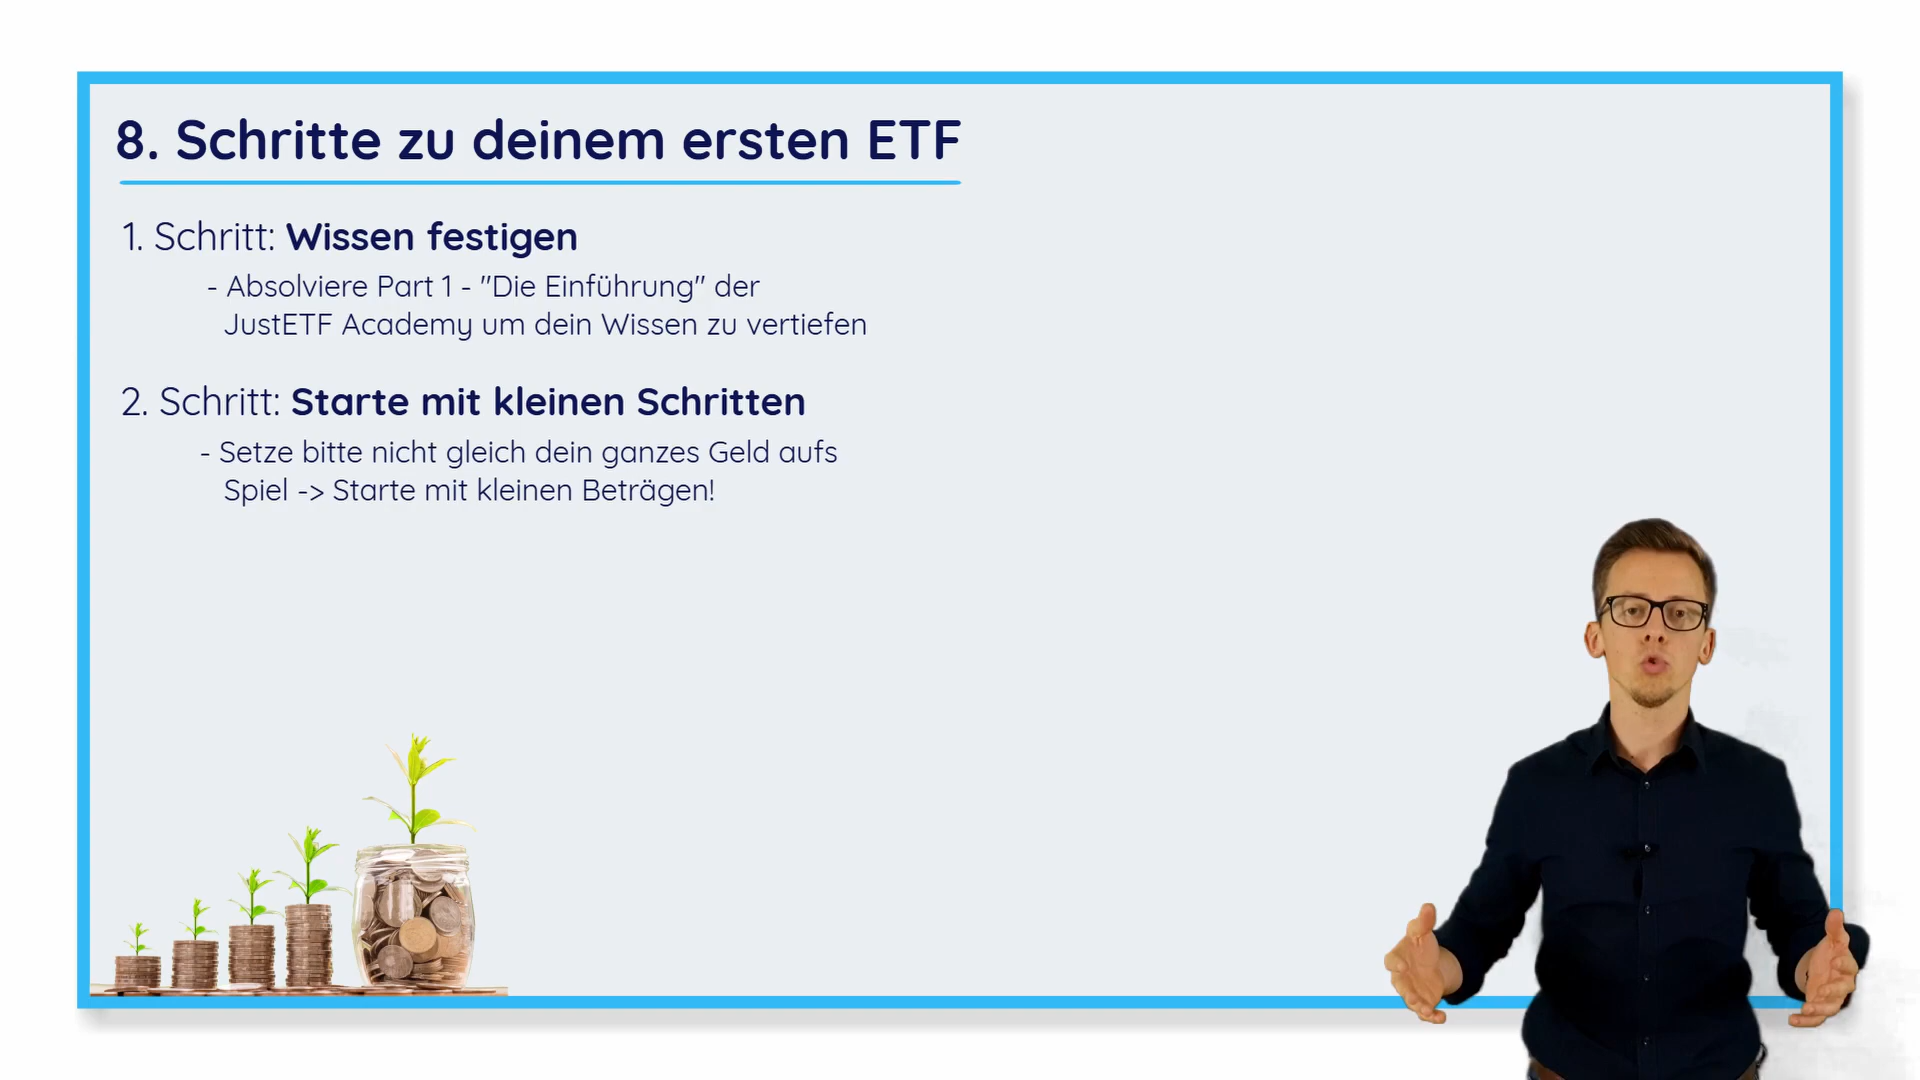 8. Schritte zu deinem ersten ETF
1. Schritt: Wissen festigen
- Absolviere Part 1 - "Die Einführung" der
JustETF Academy um dein Wissen zu vertiefen
2. Schritt: Starte mit kleinen Schritten
- Setze bitte nicht gleich dein ganzes Geld aufs
Spiel -> Starte mit kleinen Beträgen!